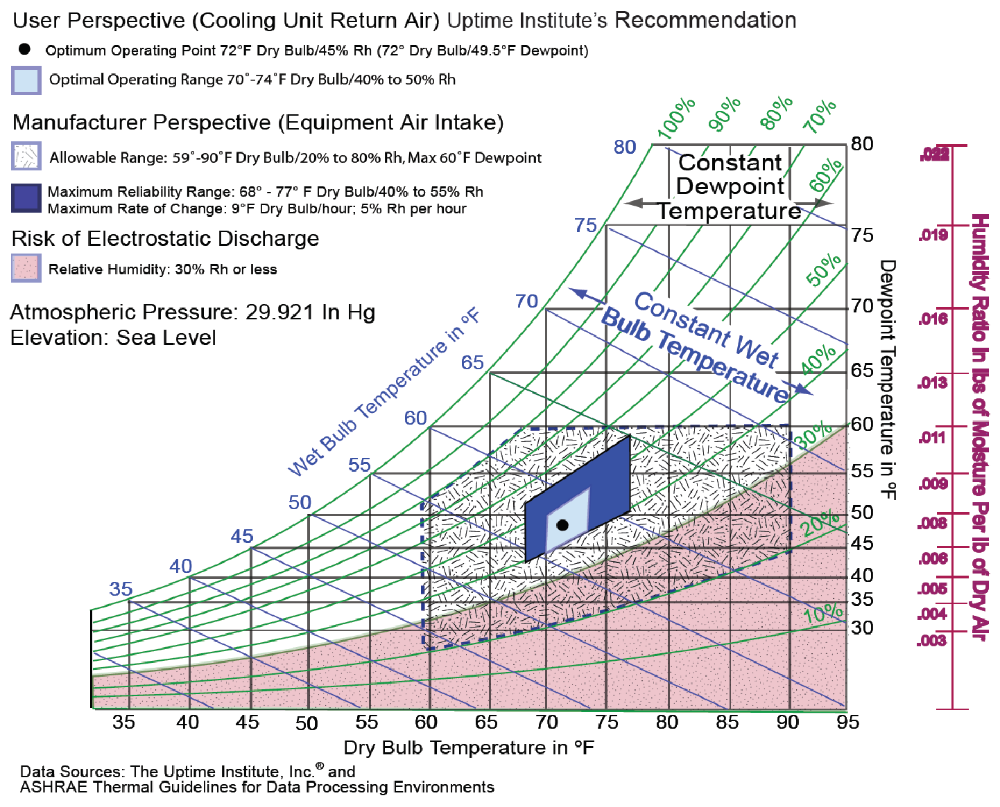 User Perspective (Cooling Unit Return Air) Uptime Institute's Recommendation
Optimum Operating Point 72°F Dry Bulb/45% Rh (72° Dry Bulb/49.5°F Dewpoint)
Optimal Operating Range 70˚-74˚F Dry Bulb/40% to 50% Rh
Manufacturer Perspective (Equipment Air Intake)
Allowable Range: 59˚-90˚F Dry Bulb/20% to 80% Rh, Max 60˚F Dewpoint
Maximum Reliability Range: 68° - 77° F Dry Bulb/40% to 55% Rh
Maximum Rate of Change: 9°F Dry Bulb/hour; 5% Rh per hour
Risk of Electrostatic Discharge
Relative Humidity: 30% Rh or less
Atmospheric Pressure: 29.921 In Hg
Elevation: Sea Level
100%
90%
80%
70%
60%
50%
40%
30%
20%
10%
Constant
Dewpoint
Temperature
Constant Wet
Bulb Temperature
Wet Bulb Temperature in ºF
80
75
70
65
60
55
50
45
40
35
80
75
70
65
60
55
50
45
40
35
30
Dewpoint Temperature in ºF
.022
.019
.016
.013
.011
.009
.008
.006
.005
.004
.003
Humidity Ratio In lbs of Moisture Per lb of Dry Air
35 40 45 50 55 60 65 70 75 80 85 90 95
Dry Bulb Temperature in ºF
Data Sources: The Uptime Institute, Inc.® and
ASHRAE Thermal Guidelines for Data Processing Environments